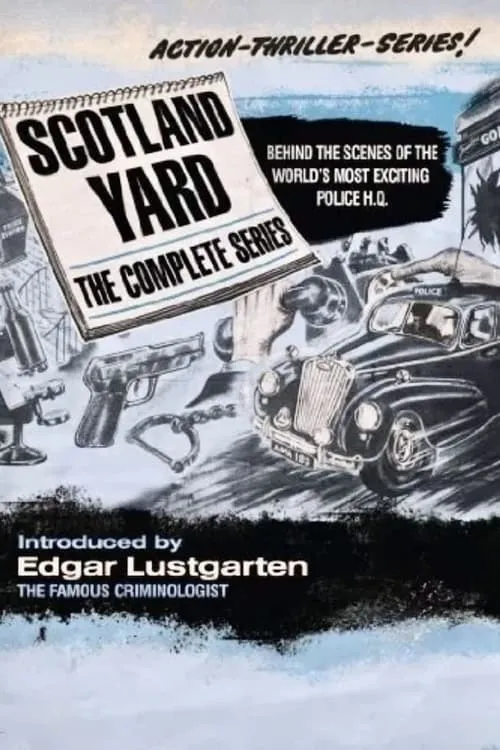 ACTION-THRILLER-SERIES!
SCOTLAND
YARD
THE COMPLETE SERIES
BEHIND THE SCENES OF THE
WORLD'S MOST EXCITING
POLICE H.Q.
GO
POLICE
Introduced by
Edgar Lustgarten
THE FAMOUS CRIMINOLOGIST